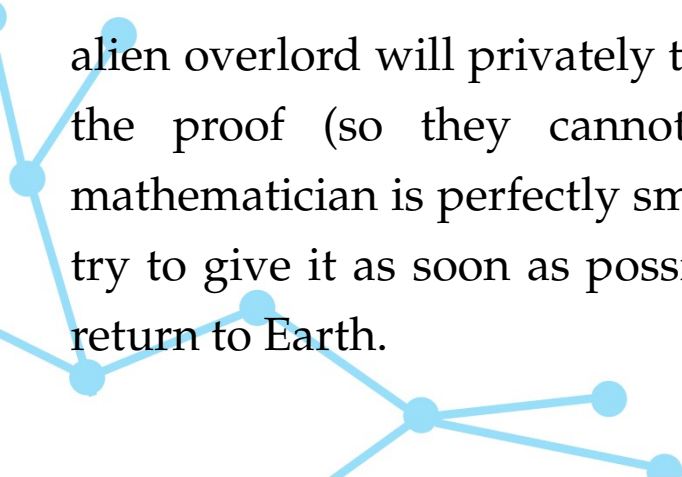 alien overlord will privately
the proof (so they cannot
mathematician is perfectly
try to give it as soon as
return to Earth.